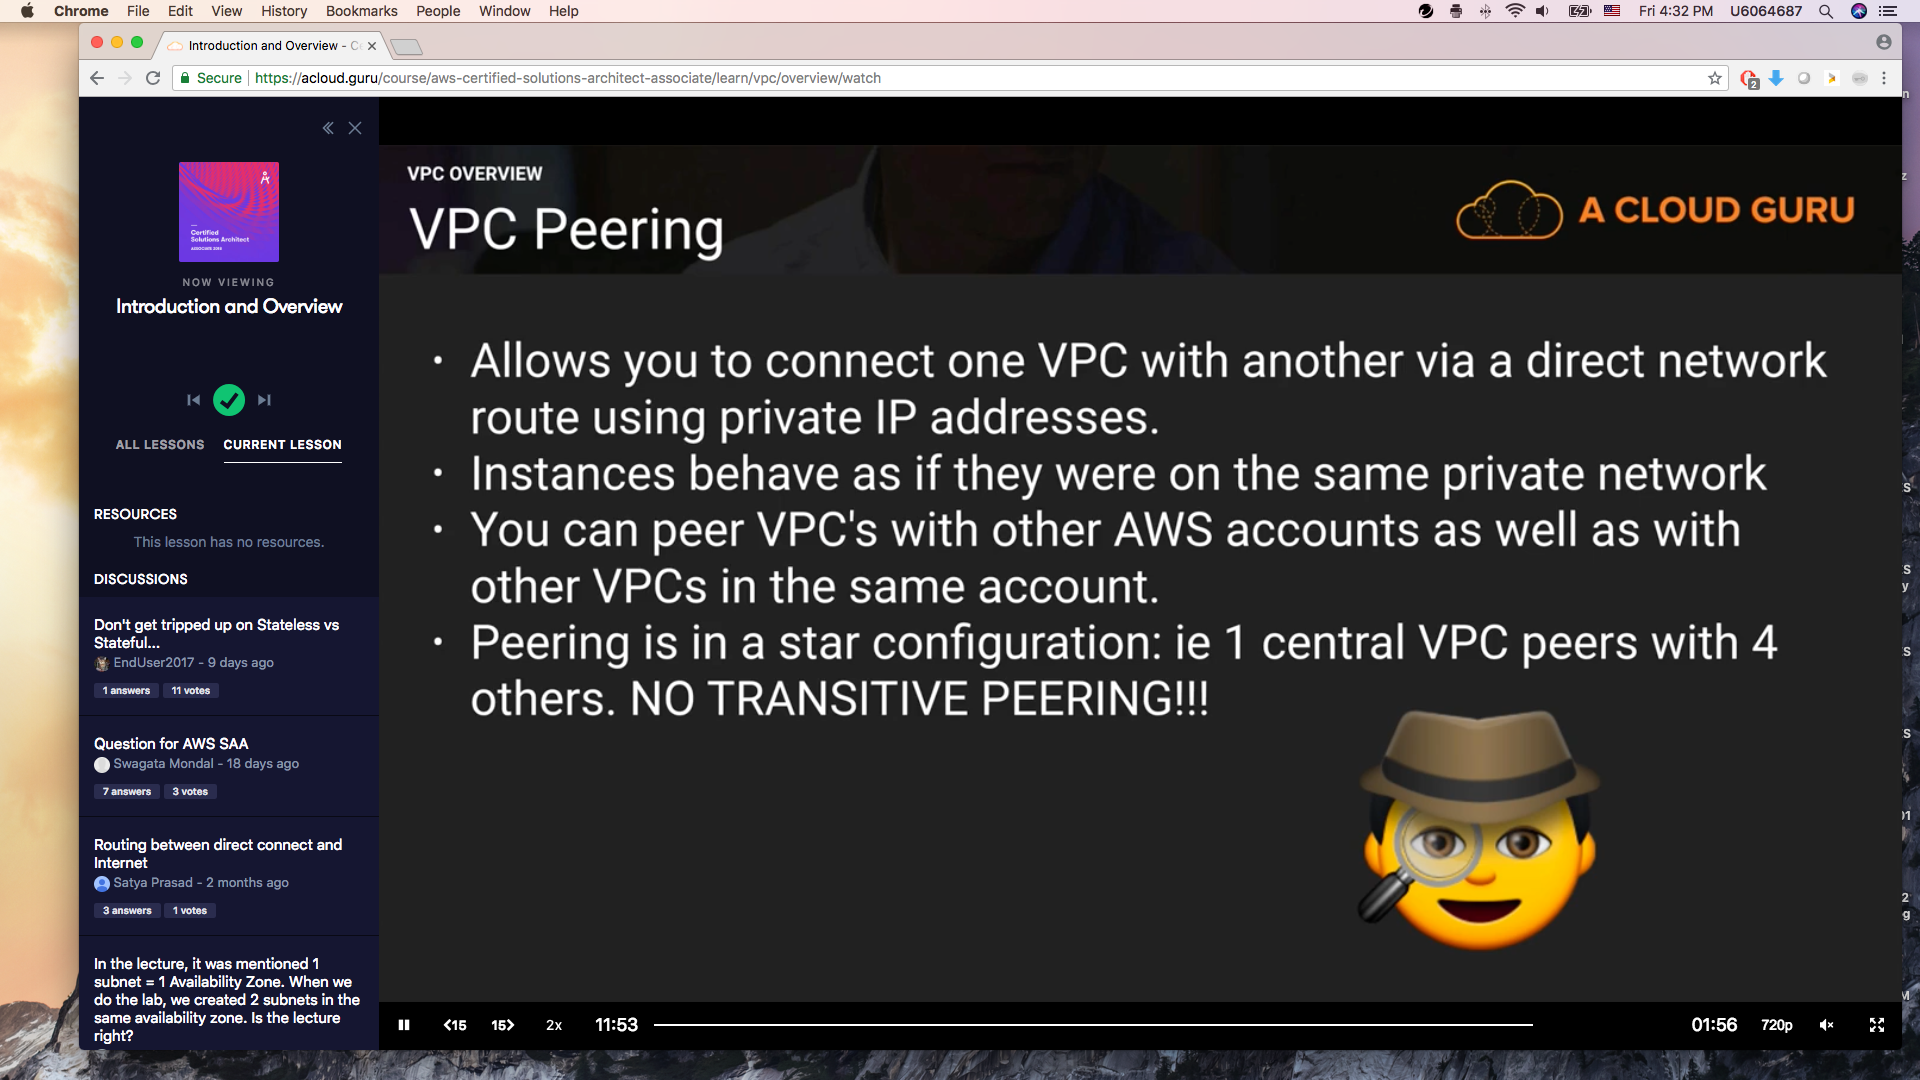 Chrome File Edit View History Bookmarks People Window Help
Fri 4:32 PM U6064687
Introduction and Overview - C
Secure https://acloud.guru/course/aws-certified-solutions-architect-associate/learn/vpc/overview/watch
2
Certified
Solutions Architect
NOW VIEWING
Introduction and Overview
ALL LESSONS CURRENT LESSON
RESOURCES
This lesson has no resources.
DISCUSSIONS
Don't get tripped up on Stateless vs
Stateful...
EndUser2017 - 9 days ago
1 answers 11 votes
Question for AWS SAA
Swagata Mondal - 18 days ago
7 answers 3 votes
Routing between direct connect and
Internet
Satya Prasad - 2 months ago
3 answers 1 votes
In the lecture, it was mentioned 1
subnet = 1 Availability Zone. When we
do the lab, we created 2 subnets in the
same availability zone. Is the lecture
right?
VPC OVERVIEW
VPC Peering
A CLOUD GURU
• Allows you to connect one VPC with another via a direct network
route using private IP addresses.
• Instances behave as if they were on the same private network
• You can peer VPC's with other AWS accounts as well as with
other VPCs in the same account.
• Peering is in a star configuration: ie 1 central VPC peers with 4
others. NO TRANSITIVE PEERING!!!
<15 15> 2x 11:53 01:56 720p